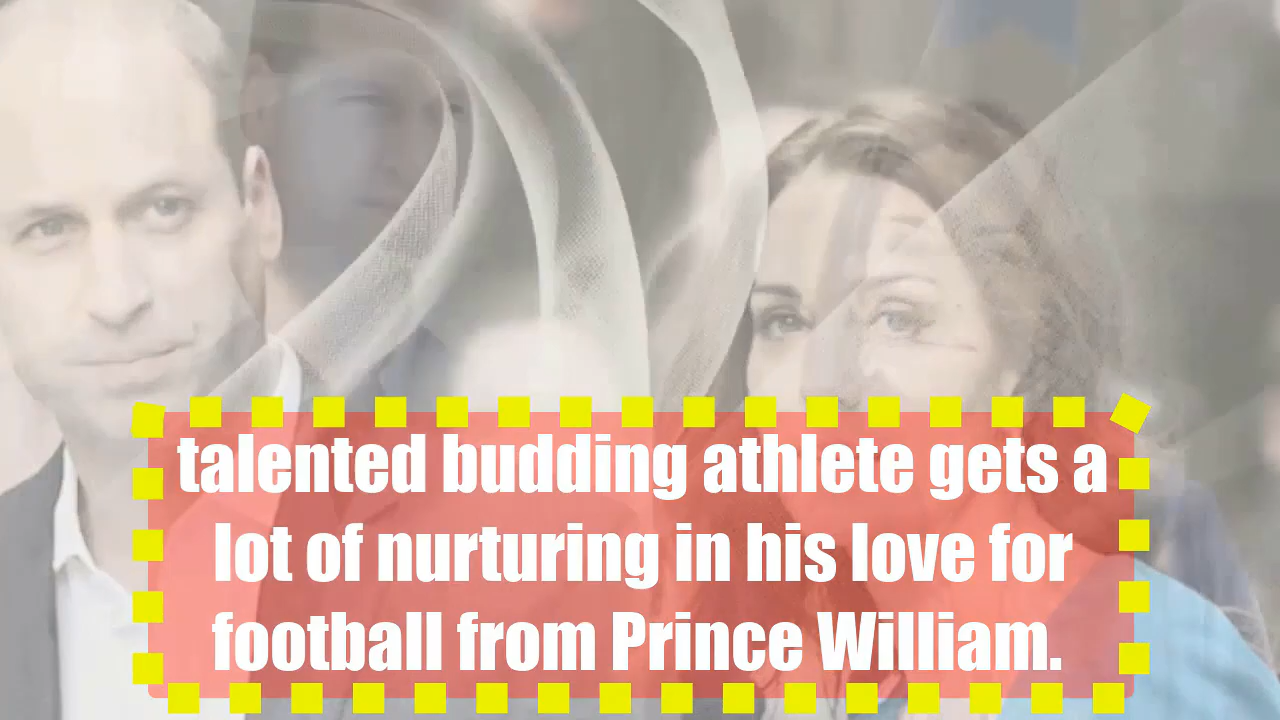 talented budding athlete gets a
lot of nurturing in his love for
football from Prince William.